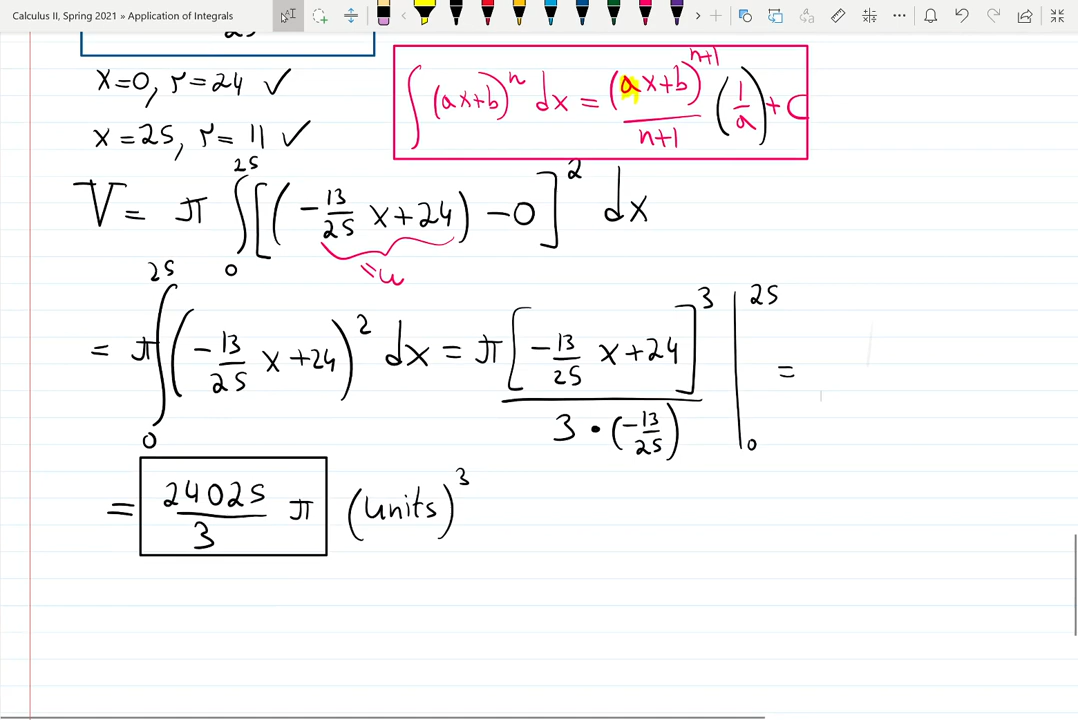 Calculus II, Spring 2021 » Application of Integrals
x=0, r=24 ✓
∫ (ax+b)^n dx = (ax+b)^(n+1) / (n+1) (1/a) + C
x=25, r=11 ✓
V = π ∫_0^25 [(-13/25 x+24) -0]^2 dx
=u
= π ∫_0^25 (-13/25 x+24)^2 dx = π [-13/25 x+24]^3 / (3 • (-13/25)) |_0^25 =
= 24025/3 π (units)^3